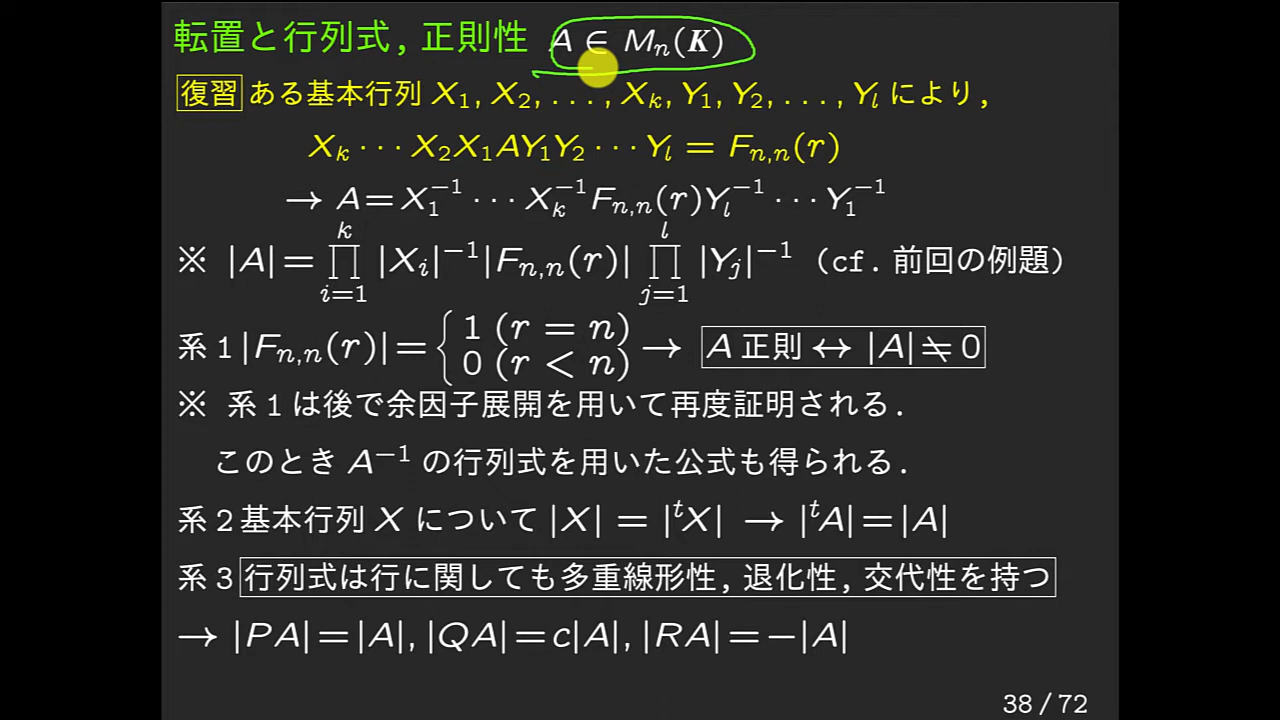 転置と行列式, 正則性 A ∈ Mₙ(K)
復習 ある基本行列 X₁, X₂, . . . , Xₖ, Y₁, Y₂, . . . , Yₗ により,
Xₖ · · · X₂X₁AY₁Y₂ · · · Yₗ = Fₙ,ₙ(r)
→ A = X₁⁻¹ · · · Xₖ⁻¹Fₙ,ₙ(r)Yₗ⁻¹ · · · Y₁⁻¹
※ |A| = ∏_{i=1}^{k} |Xᵢ|⁻¹|Fₙ,ₙ(r)| ∏_{j=1}^{l} |Yⱼ|⁻¹ (cf. 前回の例題)
系 1 |Fₙ,ₙ(r)| = { 1 (r = n) 0 (r < n) → A 正則 ↔ |A| ≠ 0
※ 系 1 は後で余因子展開を用いて再度証明される.
このとき A⁻¹ の行列式を用いた公式も得られる.
系 2 基本行列 X について |X| = |ᵗX| → |ᵗA| = |A|
系 3 行列式は行に関しても多重線形性, 退化性, 交代性を持つ
→ |PA| = |A|, |QA| = c|A|, |RA| = −|A|
38 / 72